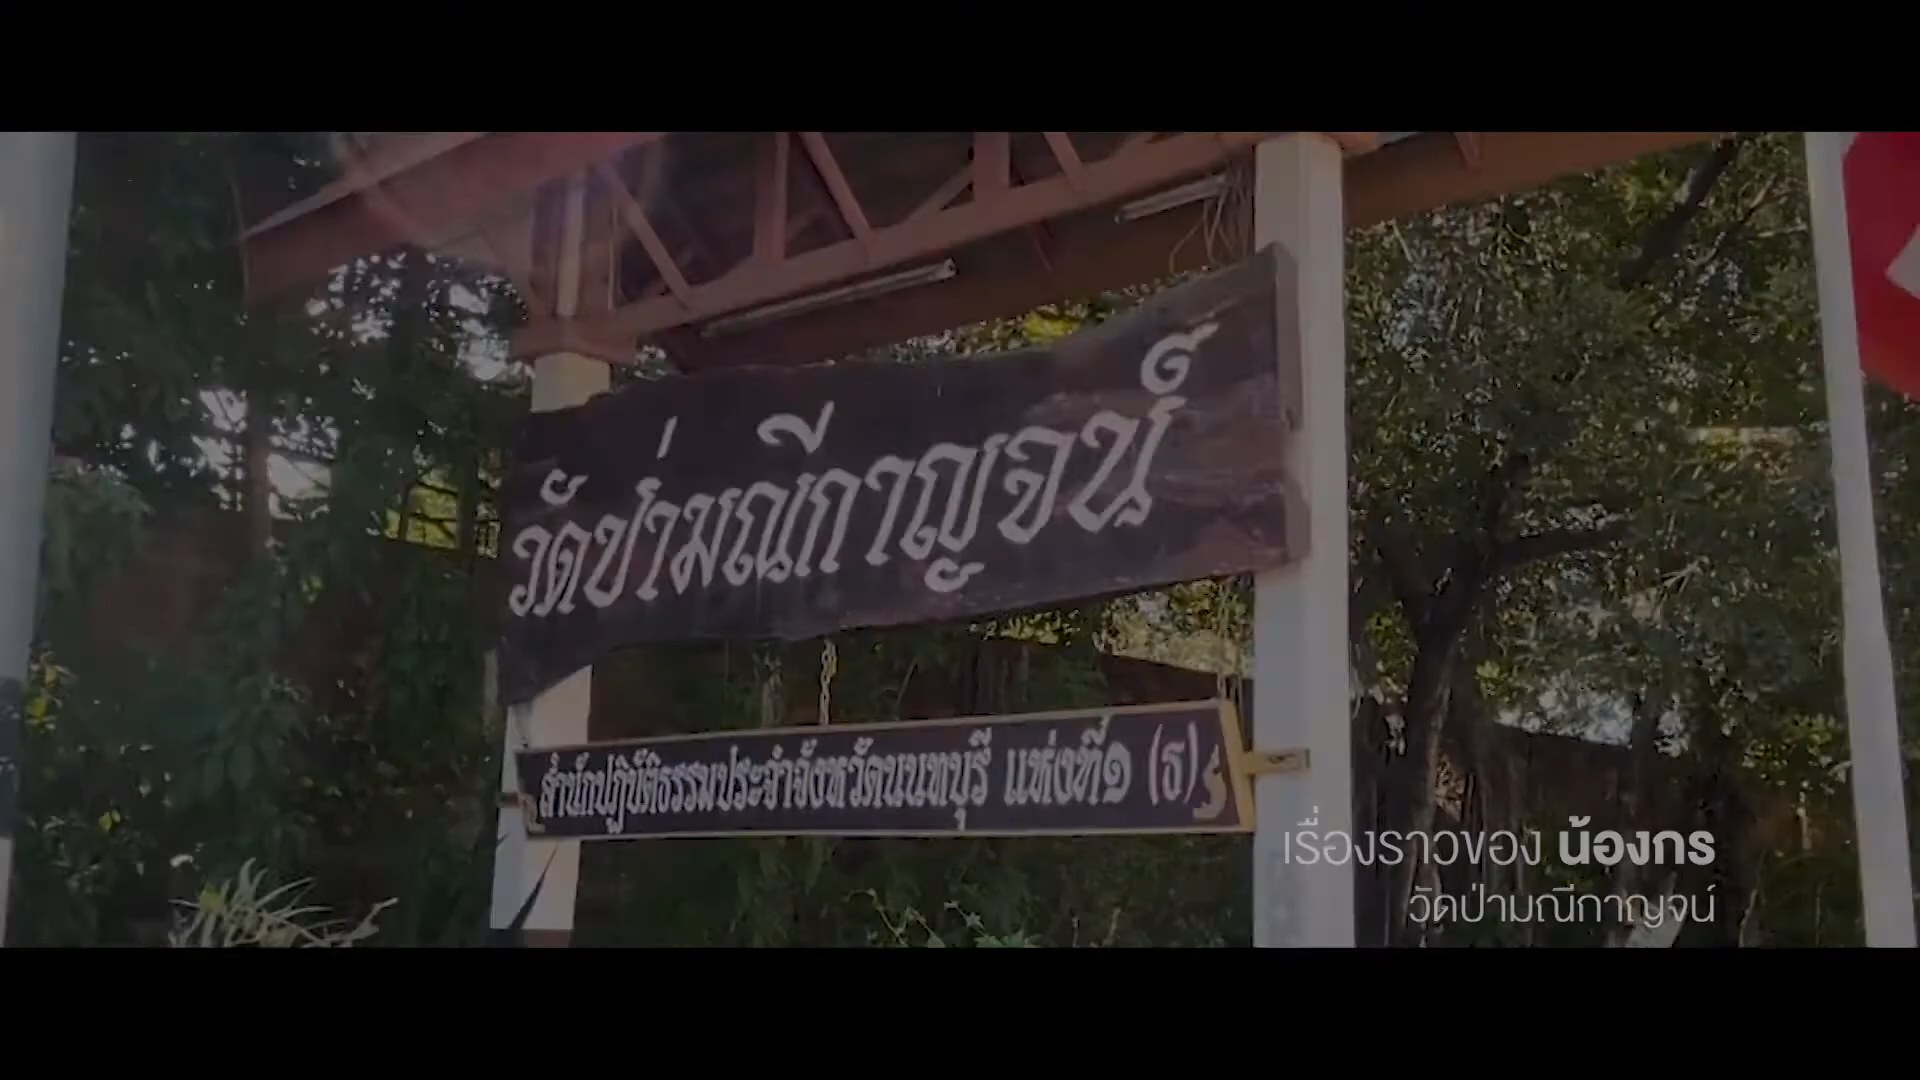 วัดป่ามณีกาญจน์
สำนักปฏิบัติธรรมประจำจังหวัดนนทบุรี แห่งที่๑ (ธ)
เรื่องราวของ น้องกร
วัดป่ามณีกาญจน์